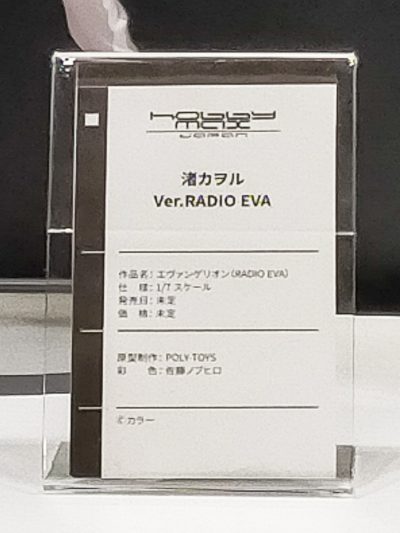 hobby
max
JAPAN
渚カヲル
Ver.RADIO EVA
作品名：エヴァンゲリオン（RADIO EVA）
仕　様：1/7 スケール
発売日：未定
価　格：未定
原型制作：POLY-TOYS
彩　　色：佐藤ノブヒロ
© カラー